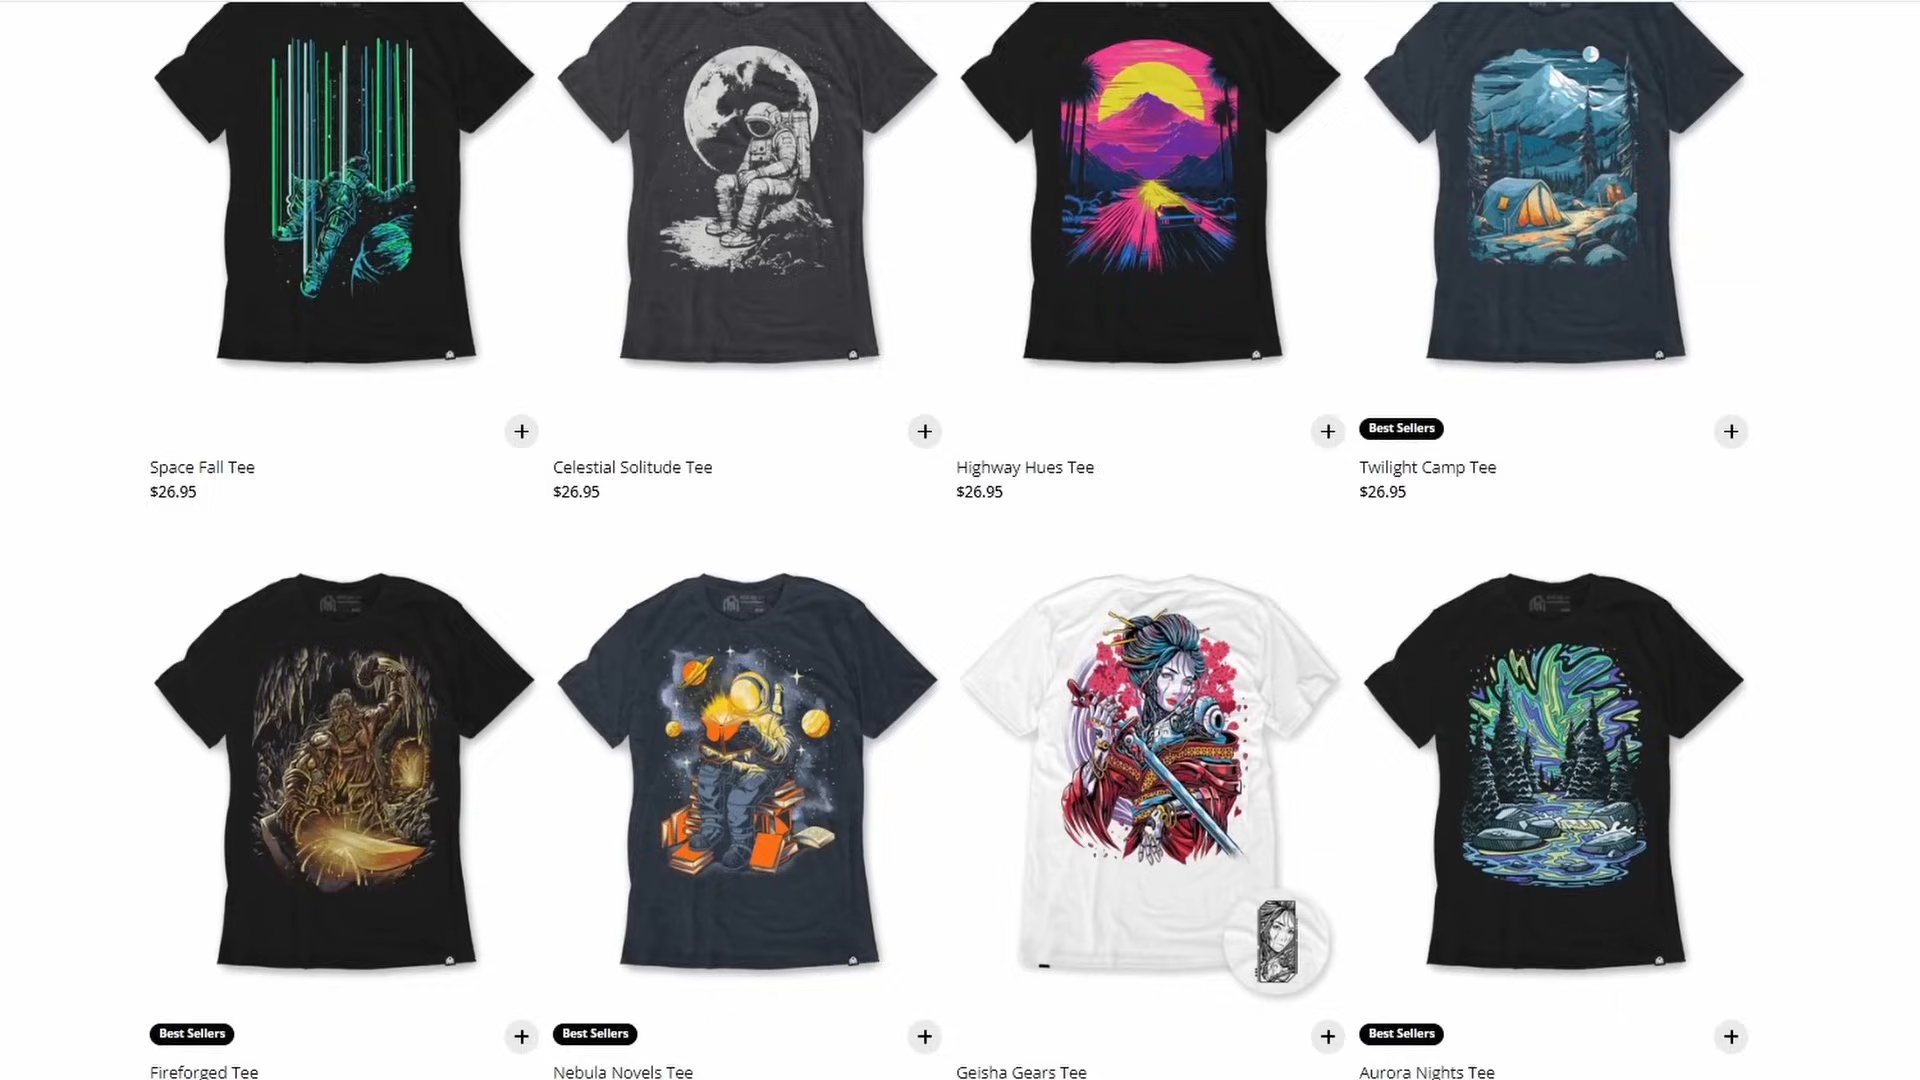 Best Sellers
Space Fall Tee
Celestial Solitude Tee
Highway Hues Tee
Twilight Camp Tee
$26.95
$26.95
$26.95
$26.95
Best Sellers
Best Sellers
Best Sellers
Fireforged Tee
Nebula Novels Tee
Geisha Gears Tee
Aurora Nights Tee